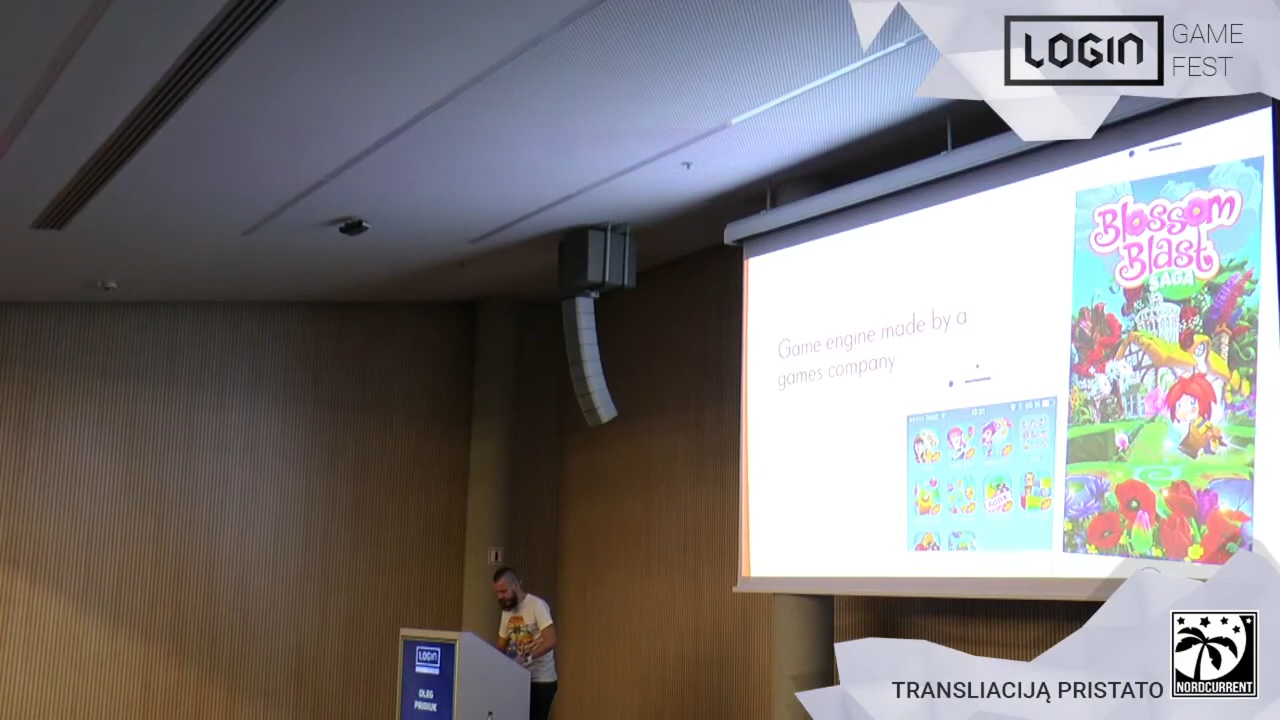 LOGIN
GAME
FEST
Blossom
Blast
SAGA
Game engine made by a
games company
LOGIN
OLEG
PRIDIUK
TRANSLIACIJĄ PRISTATO
NORDCURRENT